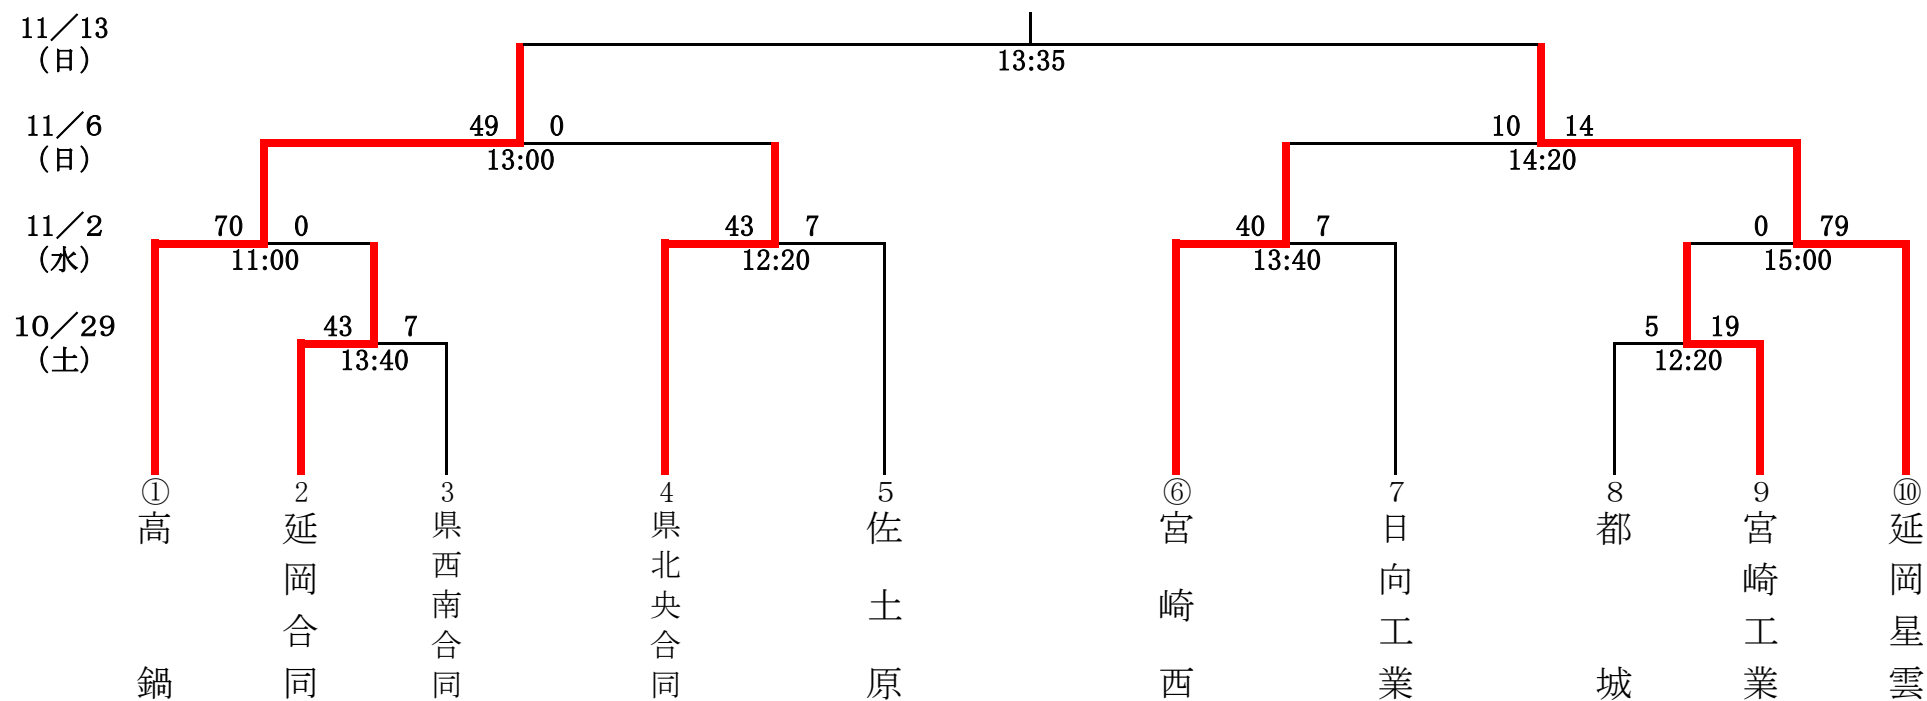 11／13
（日）
13:35
11／6
（日）
49 0
13:00
10 14
14:20
11／2
（水）
70 0
11:00
43 7
12:20
40 7
13:40
0 79
15:00
10／29
（土）
43 7
13:40
5 19
12:20
①
高鍋
2
延岡合同
3
県西南合同
4
県北央合同
5
佐土原
⑥
宮崎西
7
日向工業
8
都城
9
宮崎工業
⑩
延岡星雲